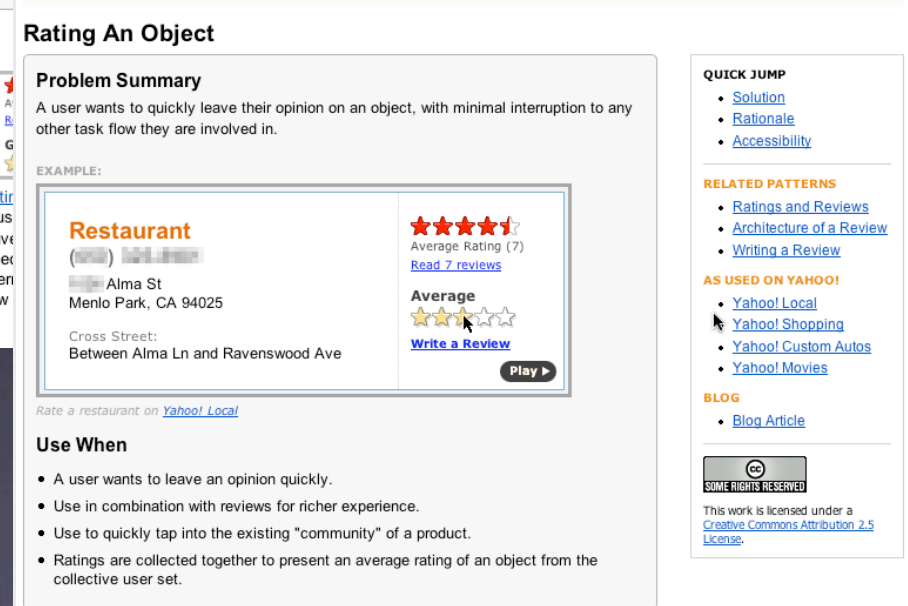 Rating An Object
Problem Summary
A user wants to quickly leave their opinion on an object, with minimal interruption to any
other task flow they are involved in.
EXAMPLE:
Restaurant
Alma St
Menlo Park, CA 94025
Cross Street:
Between Alma Ln and Ravenswood Ave
Average Rating (7)
Read 7 reviews
Average
Write a Review
Play
Rate a restaurant on Yahoo! Local
Use When
• A user wants to leave an opinion quickly.
• Use in combination with reviews for richer experience.
• Use to quickly tap into the existing "community" of a product.
• Ratings are collected together to present an average rating of an object from the
collective user set.
QUICK JUMP
• Solution
• Rationale
• Accessibility
RELATED PATTERNS
• Ratings and Reviews
• Architecture of a Review
• Writing a Review
AS USED ON YAHOO!
• Yahoo! Local
• Yahoo! Shopping
• Yahoo! Custom Autos
• Yahoo! Movies
BLOG
• Blog Article
cc
SOME RIGHTS RESERVED
This work is licensed under a
Creative Commons Attribution 2.5
License.